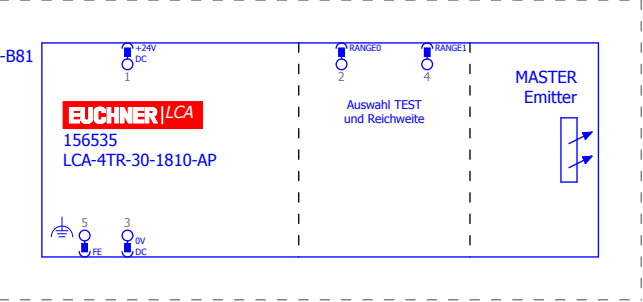 -B81
+24V
DC
1
RANGE0
2
RANGE1
4
MASTER
Emitter
Auswahl TEST
und Reichweite
EUCHNER|LCA
156535
LCA-4TR-30-1810-AP
5
FE
3
0V
DC